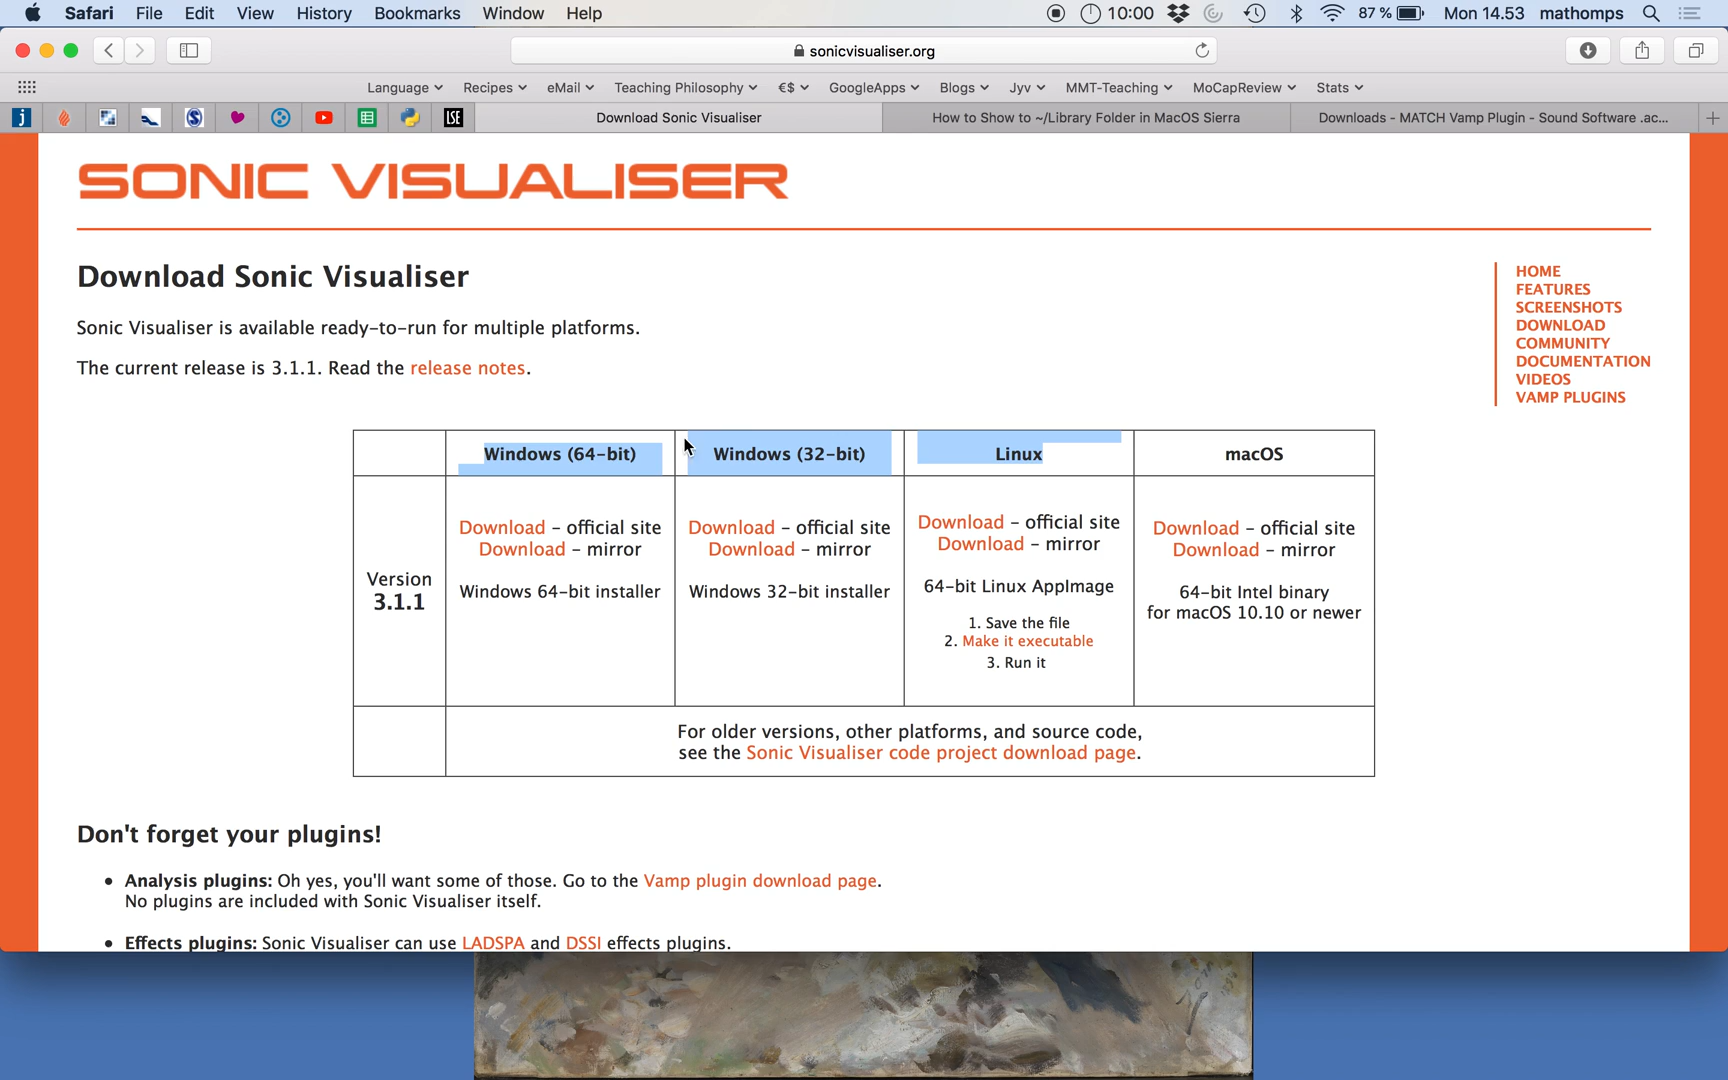 Safari File Edit View History Bookmarks Window Help 10:00 87 % Mon 14.53 mathomps
sonicvisualiser.org
Language Recipes eMail Teaching Philosophy €$ GoogleApps Blogs Jyv MMT-Teaching MoCapReview Stats
j S LSE Download Sonic Visualiser How to Show to ~/Library Folder in MacOS Sierra Downloads - MATCH Vamp Plugin - Sound Software .ac...
SONIC VISUALISER
Download Sonic Visualiser
HOME
FEATURES
SCREENSHOTS
DOWNLOAD
COMMUNITY
DOCUMENTATION
VIDEOS
VAMP PLUGINS
Sonic Visualiser is available ready-to-run for multiple platforms.
The current release is 3.1.1. Read the release notes.
Windows (64-bit) Windows (32-bit) Linux macOS
Version
3.1.1
Download – official site
Download – mirror
Windows 64-bit installer
Download – official site
Download – mirror
Windows 32-bit installer
Download – official site
Download – mirror
64-bit Linux AppImage
1. Save the file
2. Make it executable
3. Run it
Download – official site
Download – mirror
64-bit Intel binary
for macOS 10.10 or newer
For older versions, other platforms, and source code,
see the Sonic Visualiser code project download page.
Don't forget your plugins!
• Analysis plugins: Oh yes, you'll want some of those. Go to the Vamp plugin download page.
No plugins are included with Sonic Visualiser itself.
• Effects plugins: Sonic Visualiser can use LADSPA and DSSI effects plugins.